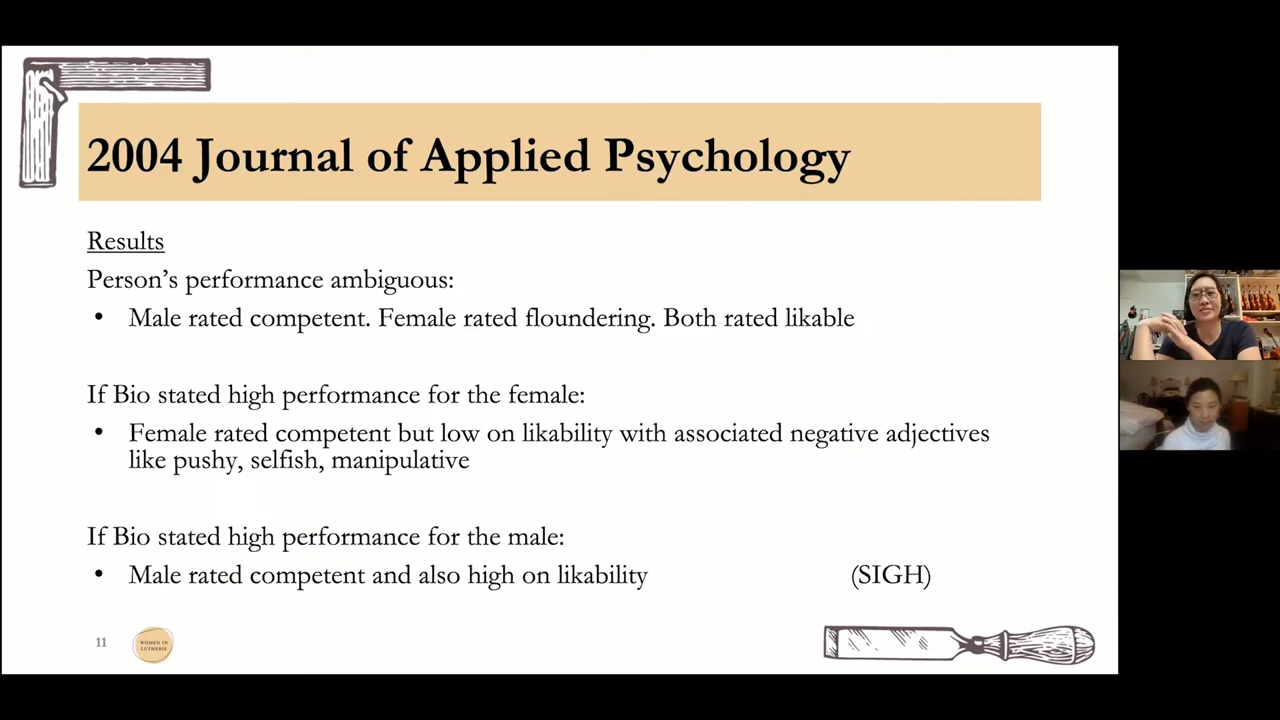 2004 Journal of Applied Psychology
Results
Person's performance ambiguous:
• Male rated competent. Female rated floundering. Both rated likable
If Bio stated high performance for the female:
• Female rated competent but low on likability with associated negative adjectives
like pushy, selfish, manipulative
If Bio stated high performance for the male:
• Male rated competent and also high on likability (SIGH)
11
WOMEN IN
LUTHERIE